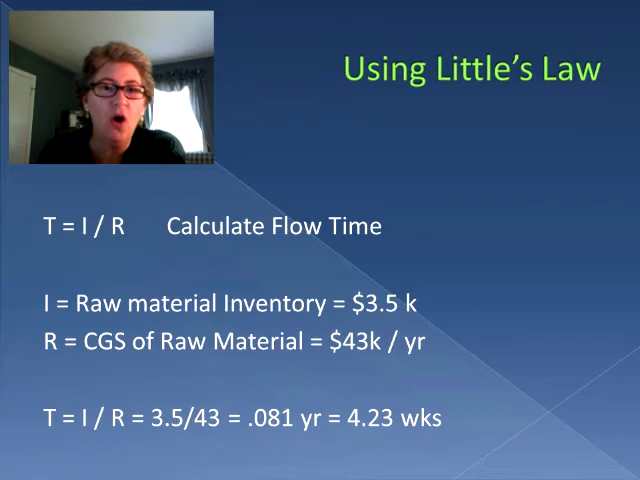 Using Little's Law
T = I / R Calculate Flow Time
I = Raw material Inventory = $3.5 k
R = CGS of Raw Material = $43k / yr
T = I / R = 3.5/43 = .081 yr = 4.23 wks